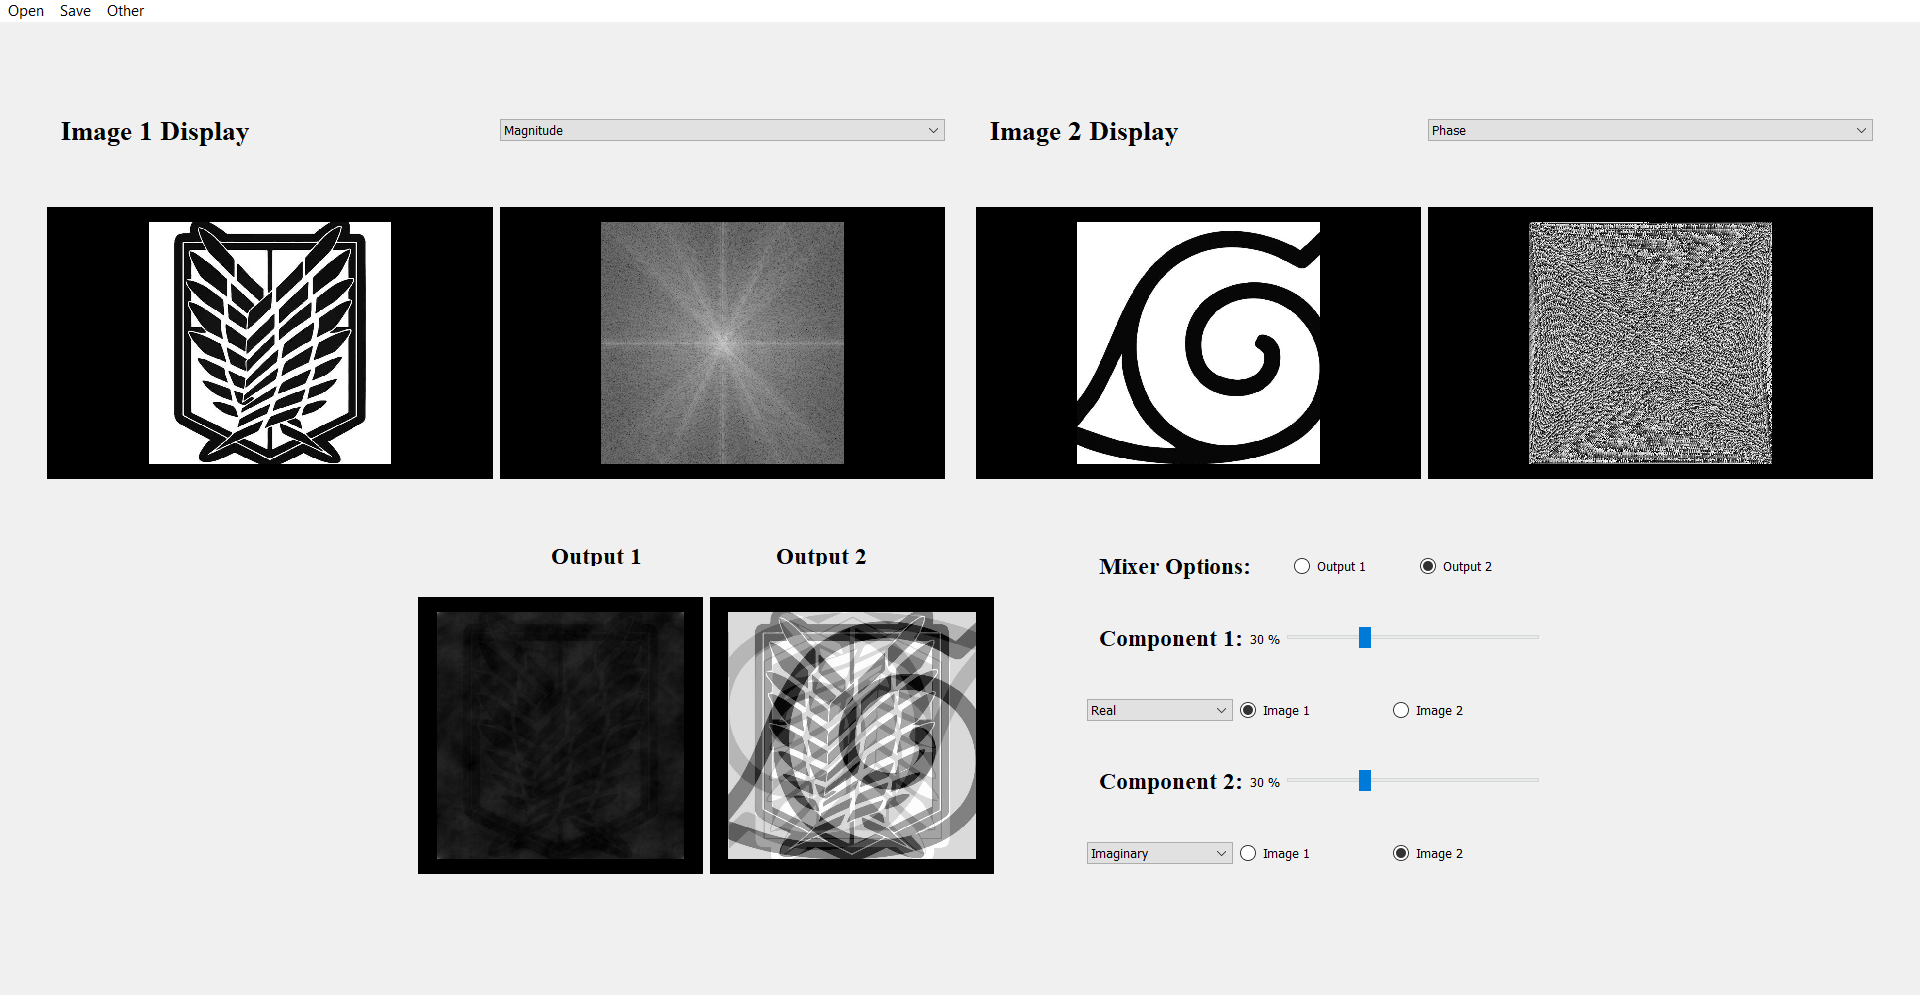 Open Save Other
Image 1 Display
Magnitude
Image 2 Display
Phase
Output 1
Output 2
Mixer Options:
Output 1
Output 2
Component 1: 30 %
Real
Image 1
Image 2
Component 2: 30 %
Imaginary
Image 1
Image 2